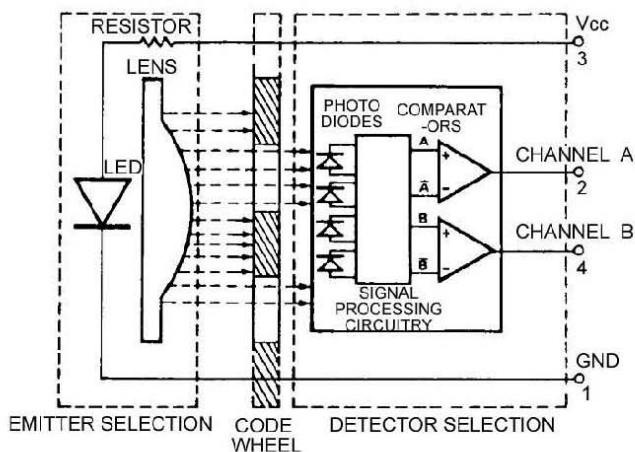 RESISTOR
LENS
LED
PHOTO
DIODES
COMPARAT
-ORS
A
A̅
B
B̅
+
−
+
−
SIGNAL
PROCESSING
CIRCUITRY
Vcc
3
CHANNEL A
2
CHANNEL B
4
GND
1
EMITTER SELECTION
CODE
WHEEL
DETECTOR SELECTION